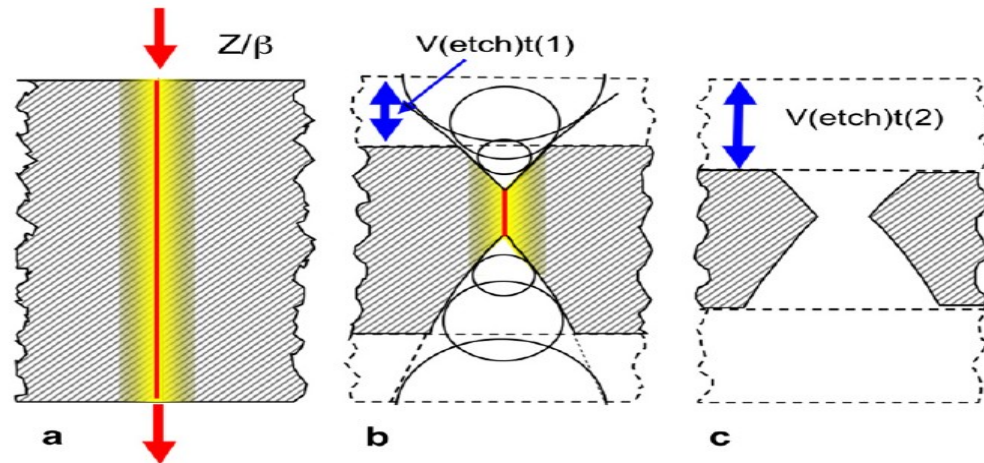 Z/β
V(etch)t(1)
V(etch)t(2)
a
b
c